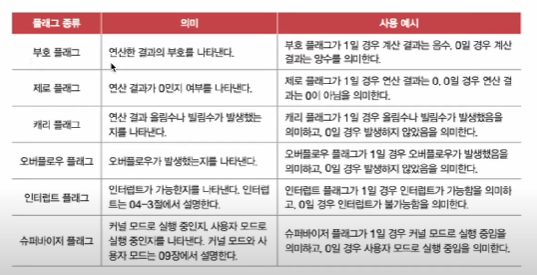 플래그 종류 의미 사용 예시
부호 플래그 연산한 결과의 부호를 나타낸다. 부호 플래그가 1일 경우 계산 결과는 음수, 0일 경우 계산
결과는 양수를 의미한다.
제로 플래그 연산 결과가 0인지 여부를 나타낸다. 제로 플래그가 1일 경우 연산 결과는 0, 0일 경우 연산 결
과는 0이 아님을 의미한다.
캐리 플래그 연산 결과 올림수나 빌림수가 발생했는
지를 나타낸다.
캐리 플래그가 1일 경우 올림수나 빌림수가 발생했음을
의미하고, 0일 경우 발생하지 않았음을 의미한다.
오버플로우 플래그 오버플로우가 발생했는지를 나타낸다. 오버플로우 플래그가 1일 경우 오버플로우가 발생했음을
의미하고, 0일 경우 발생하지 않았음을 의미한다.
인터럽트 플래그 인터럽트가 가능한지를 나타낸다. 인터럽
트는 04-3절에서 설명한다.
인터럽트 플래그가 1일 경우 인터럽트가 가능함을 의미하
고, 0일 경우 인터럽트가 불가능함을 의미한다.
슈퍼바이저 플래그 커널 모드로 실행 중인지, 사용자 모드로
실행 중인지를 나타낸다. 커널 모드와 사
용자 모드는 09장에서 설명한다.
슈퍼바이저 플래그가 1일 경우 커널 모드로 실행 중임을
의미하고, 0일 경우 사용자 모드로 실행 중임을 의미한다.